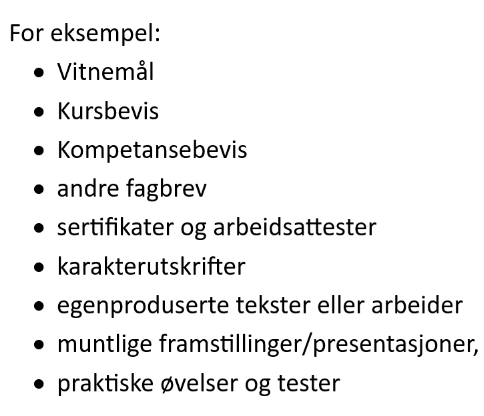 For eksempel:
• Vitnemål
• Kursbevis
• Kompetansebevis
• andre fagbrev
• sertifikater og arbeidsattester
• karakterutskrifter
• egenproduserte tekster eller arbeider
• muntlige framstillinger/presentasjoner,
• praktiske øvelser og tester